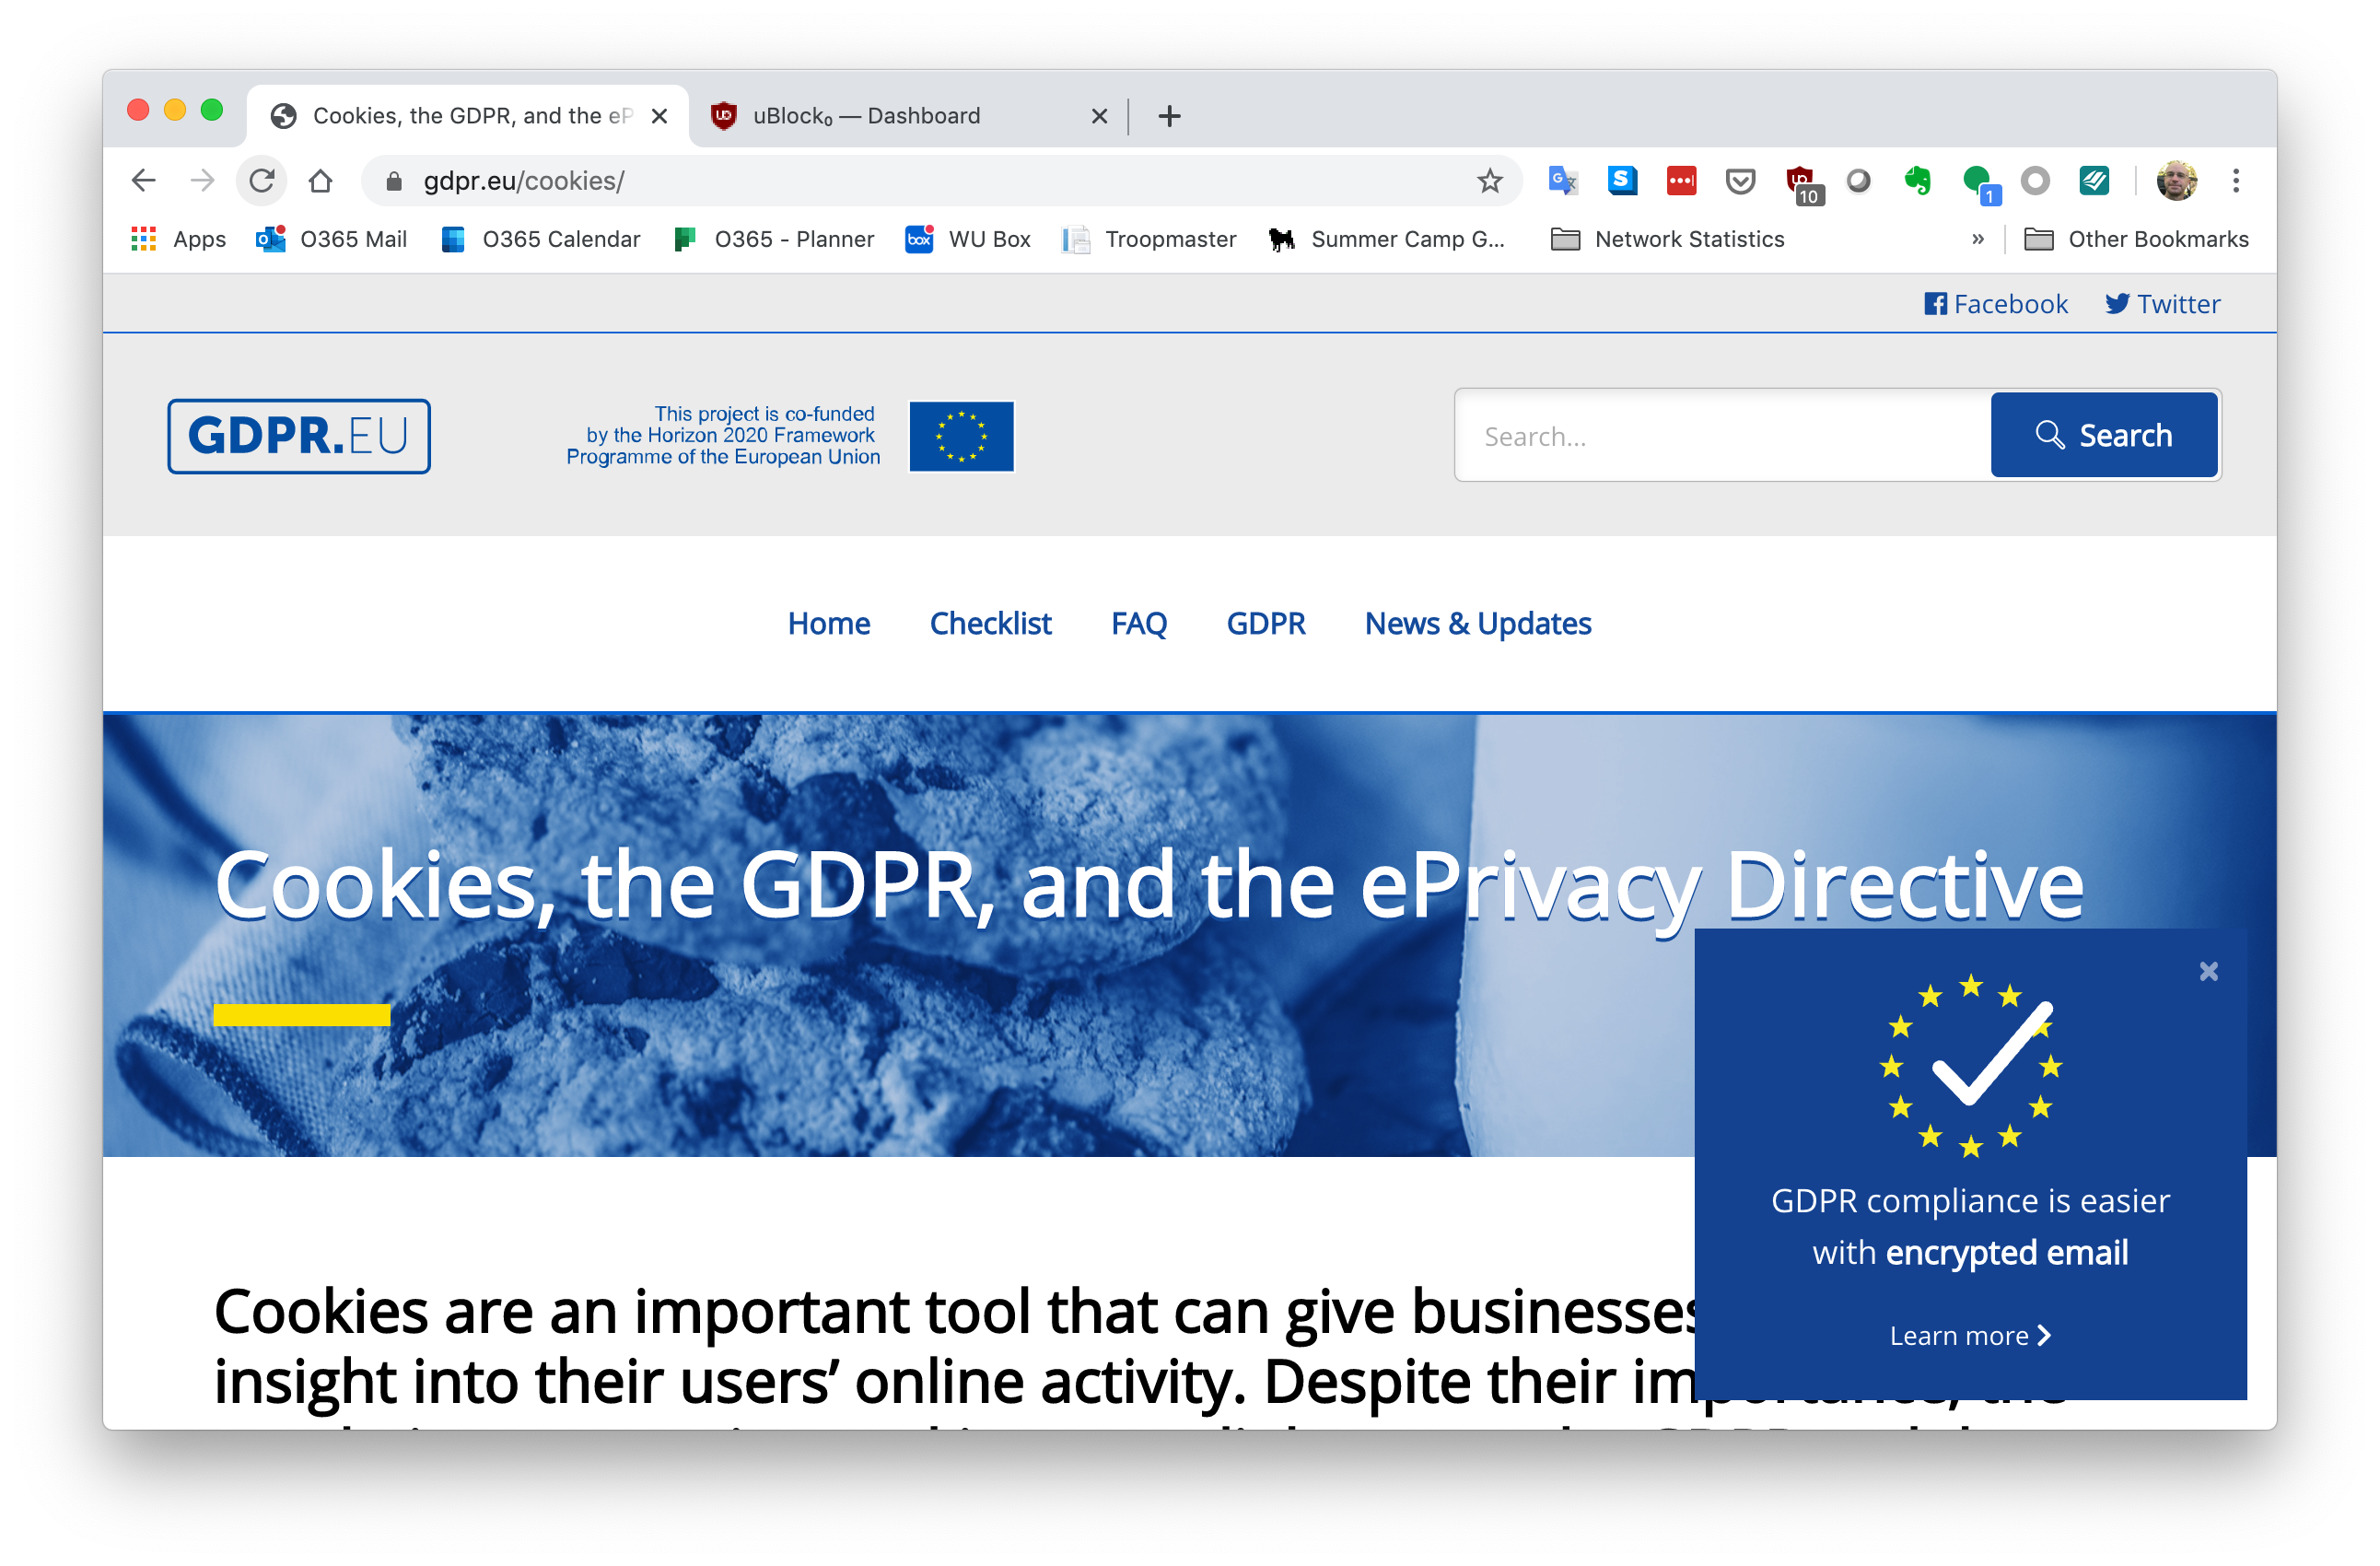 Cookies, the GDPR, and the eP
uBlock₀ — Dashboard
gdpr.eu/cookies/
10
1
Apps
O365 Mail
O365 Calendar
O365 - Planner
box
WU Box
Troopmaster
Summer Camp G...
Network Statistics
»
Other Bookmarks
Facebook
Twitter
GDPR.EU
This project is co-funded
by the Horizon 2020 Framework
Programme of the European Union
Search...
Search
Home
Checklist
FAQ
GDPR
News & Updates
Cookies, the GDPR, and the ePrivacy Directive
GDPR compliance is easier
with encrypted email
Learn more
Cookies are an important tool that can give businesses
insight into their users’ online activity. Despite their importance, the